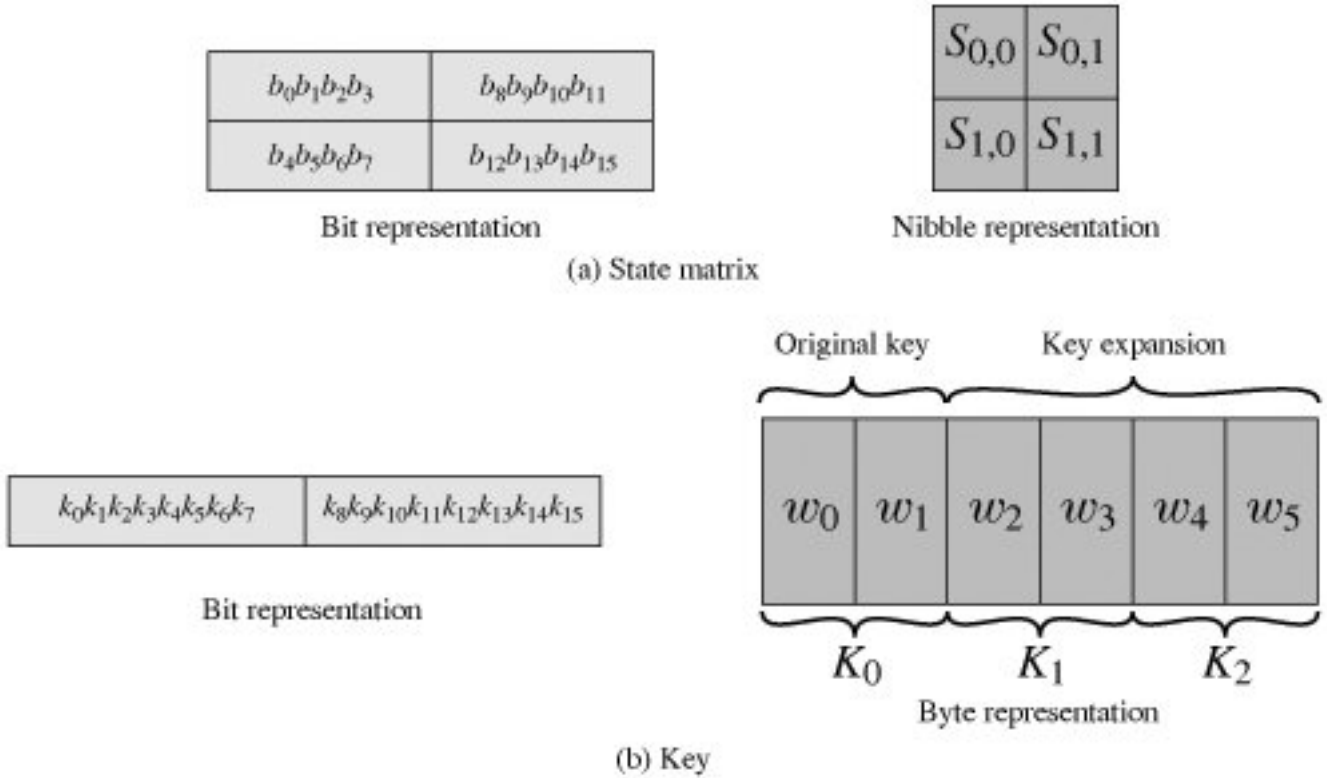 b₀b₁b₂b₃ b₈b₉b₁₀b₁₁
b₄b₅b₆b₇ b₁₂b₁₃b₁₄b₁₅
Bit representation
S₀,₀ S₀,₁
S₁,₀ S₁,₁
Nibble representation
(a) State matrix
k₀k₁k₂k₃k₄k₅k₆k₇ k₈k₉k₁₀k₁₁k₁₂k₁₃k₁₄k₁₅
Bit representation
Original key Key expansion
w₀ w₁ w₂ w₃ w₄ w₅
K₀ K₁ K₂
Byte representation
(b) Key